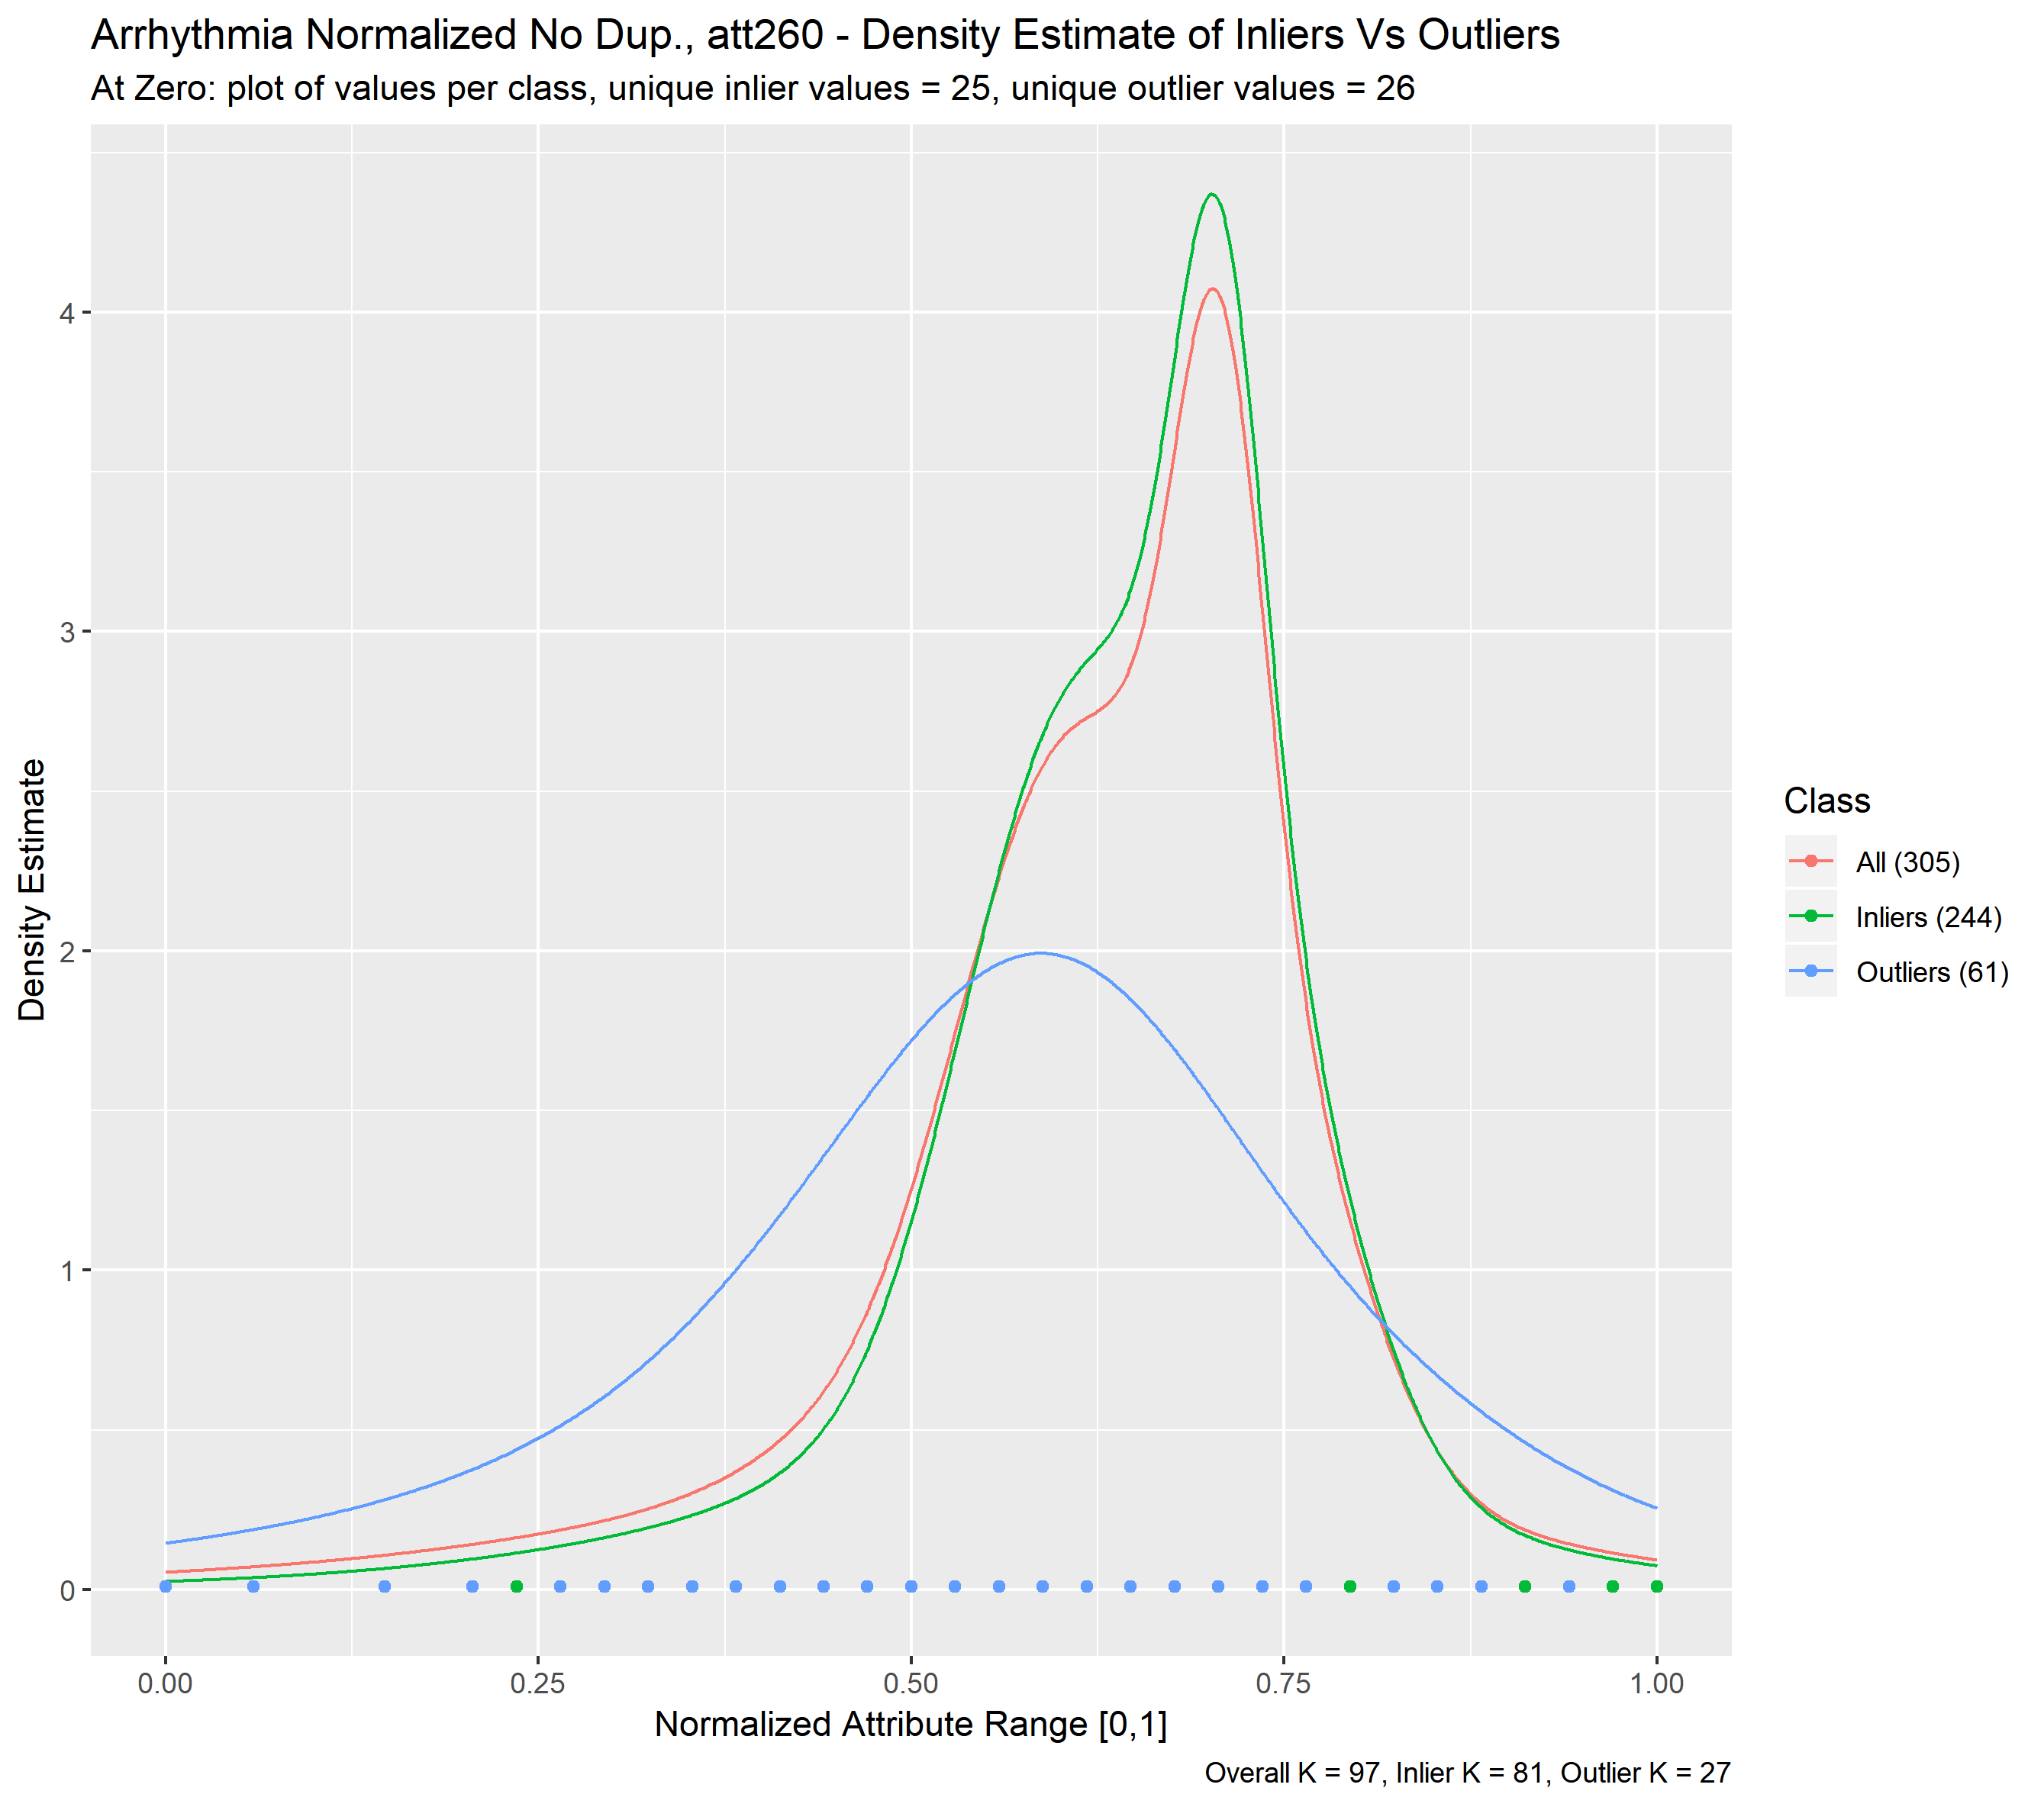 Arrhythmia Normalized No Dup., att260 - Density Estimate of Inliers Vs Outliers
At Zero: plot of values per class, unique inlier values = 25, unique outlier values = 26
Density Estimate
4
3
2
1
0
0.00
0.25
0.50
0.75
1.00
Normalized Attribute Range [0,1]
Class
All (305)
Inliers (244)
Outliers (61)
Overall K = 97, Inlier K = 81, Outlier K = 27